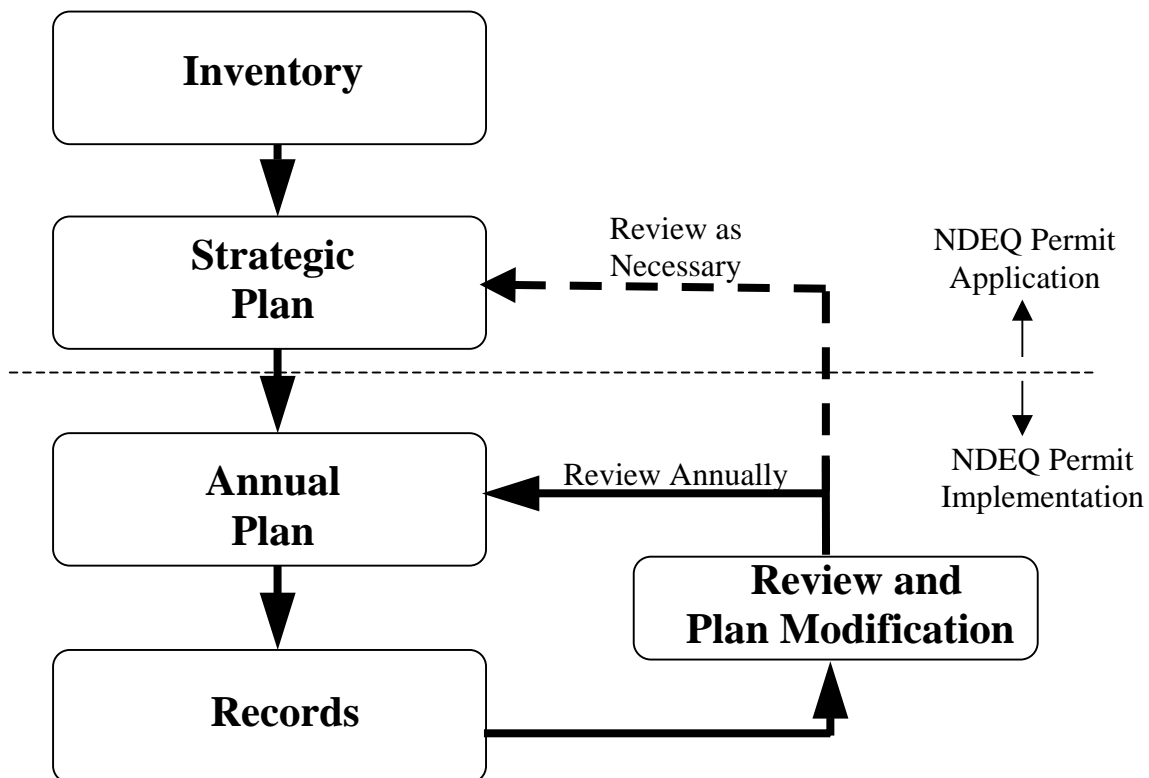 Inventory
Strategic
Plan
Review as
Necessary
NDEQ Permit
Application
Annual
Plan
Review Annually
NDEQ Permit
Implementation
Review and
Plan Modification
Records